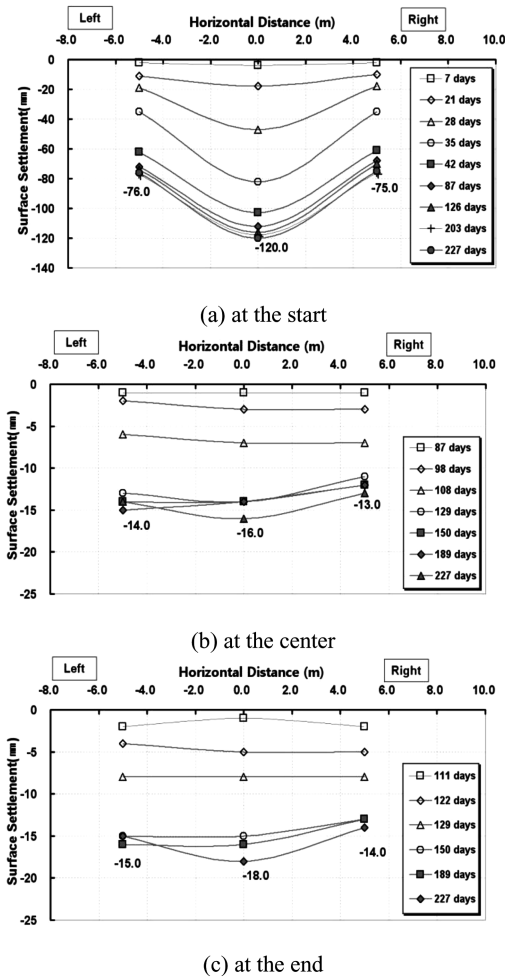 Left
Horizontal Distance (m)
Right
-8.0 -6.0 -4.0 -2.0 0.0 2.0 4.0 6.0 8.0 10.0
Surface Settlement(mm)
0
-20
-40
-60
-80
-100
-120
-140
-76.0
-120.0
-75.0
7 days
21 days
28 days
35 days
42 days
87 days
126 days
203 days
227 days
(a) at the start
Left
Horizontal Distance (m)
Right
-8.0 -6.0 -4.0 -2.0 0.0 2.0 4.0 6.0 8.0 10.0
Surface Settlement(mm)
0
-5
-10
-15
-20
-25
-14.0
-16.0
-13.0
87 days
98 days
108 days
129 days
150 days
189 days
227 days
(b) at the center
Left
Horizontal Distance (m)
Right
-8.0 -6.0 -4.0 -2.0 0.0 2.0 4.0 6.0 8.0 10.0
Surface Settlement(mm)
0
-5
-10
-15
-20
-25
-15.0
-18.0
-14.0
111 days
122 days
129 days
150 days
189 days
227 days
(c) at the end